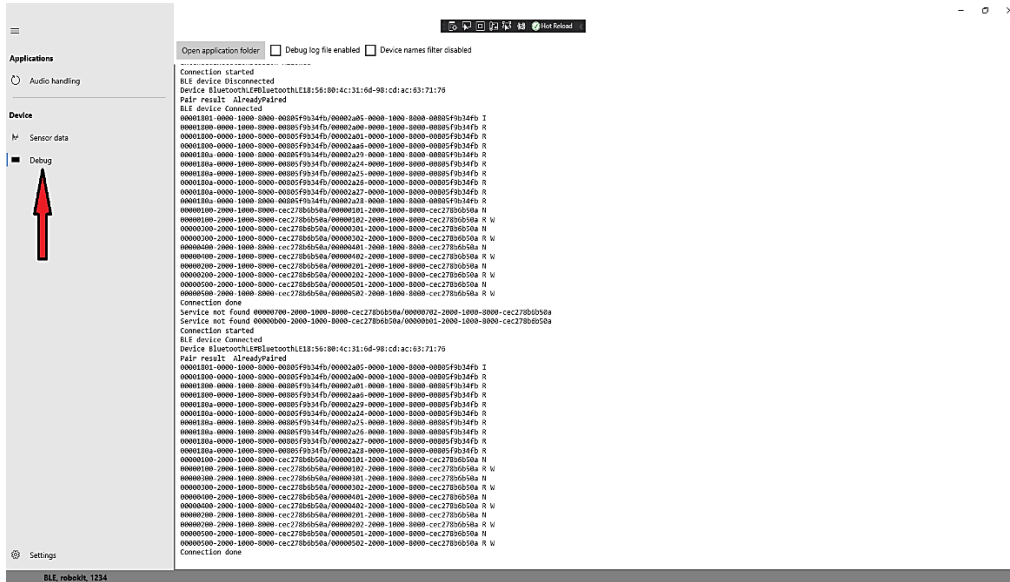 Hot Reload
Applications
Audio handling
Device
Sensor data
Debug
Settings
BLE, robokit, 1234
Open application folder
Debug log file enabled
Device names filter disabled
Connection started
BLE device Disconnected
Device BluetoothLE#BluetoothLE18:56:80:4c:31:6d-98:cd:ac:63:71:76
Pair result AlreadyPaired
BLE device Connected
00001801-0000-1000-8000-00805f9b34fb/00002a05-0000-1000-8000-00805f9b34fb I
00001800-0000-1000-8000-00805f9b34fb/00002a00-0000-1000-8000-00805f9b34fb R
00001800-0000-1000-8000-00805f9b34fb/00002a01-0000-1000-8000-00805f9b34fb R
00001800-0000-1000-8000-00805f9b34fb/00002aa6-0000-1000-8000-00805f9b34fb R
0000180a-0000-1000-8000-00805f9b34fb/00002a29-0000-1000-8000-00805f9b34fb R
0000180a-0000-1000-8000-00805f9b34fb/00002a24-0000-1000-8000-00805f9b34fb R
0000180a-0000-1000-8000-00805f9b34fb/00002a25-0000-1000-8000-00805f9b34fb R
0000180a-0000-1000-8000-00805f9b34fb/00002a26-0000-1000-8000-00805f9b34fb R
0000180a-0000-1000-8000-00805f9b34fb/00002a27-0000-1000-8000-00805f9b34fb R
0000180a-0000-1000-8000-00805f9b34fb/00002a28-0000-1000-8000-00805f9b34fb R
00000100-2000-1000-8000-cec278b6b50a/00000101-2000-1000-8000-cec278b6b50a N
00000100-2000-1000-8000-cec278b6b50a/00000102-2000-1000-8000-cec278b6b50a R W
00000300-2000-1000-8000-cec278b6b50a/00000301-2000-1000-8000-cec278b6b50a N
00000300-2000-1000-8000-cec278b6b50a/00000302-2000-1000-8000-cec278b6b50a R W
00000400-2000-1000-8000-cec278b6b50a/00000401-2000-1000-8000-cec278b6b50a N
00000400-2000-1000-8000-cec278b6b50a/00000402-2000-1000-8000-cec278b6b50a R W
00000200-2000-1000-8000-cec278b6b50a/00000201-2000-1000-8000-cec278b6b50a N
00000200-2000-1000-8000-cec278b6b50a/00000202-2000-1000-8000-cec278b6b50a R W
00000500-2000-1000-8000-cec278b6b50a/00000501-2000-1000-8000-cec278b6b50a N
00000500-2000-1000-8000-cec278b6b50a/00000502-2000-1000-8000-cec278b6b50a R W
Connection done
Service not found 00000700-2000-1000-8000-cec278b6b50a/00000702-2000-1000-8000-cec278b6b50a
Service not found 00000b00-2000-1000-8000-cec278b6b50a/00000b01-2000-1000-8000-cec278b6b50a
Connection started
BLE device Connected
Device BluetoothLE#BluetoothLE18:56:80:4c:31:6d-98:cd:ac:63:71:76
Pair result AlreadyPaired
00001801-0000-1000-8000-00805f9b34fb/00002a05-0000-1000-8000-00805f9b34fb I
00001800-0000-1000-8000-00805f9b34fb/00002a00-0000-1000-8000-00805f9b34fb R
00001800-0000-1000-8000-00805f9b34fb/00002a01-0000-1000-8000-00805f9b34fb R
00001800-0000-1000-8000-00805f9b34fb/00002aa6-0000-1000-8000-00805f9b34fb R
0000180a-0000-1000-8000-00805f9b34fb/00002a29-0000-1000-8000-00805f9b34fb R
0000180a-0000-1000-8000-00805f9b34fb/00002a24-0000-1000-8000-00805f9b34fb R
0000180a-0000-1000-8000-00805f9b34fb/00002a25-0000-1000-8000-00805f9b34fb R
0000180a-0000-1000-8000-00805f9b34fb/00002a26-0000-1000-8000-00805f9b34fb R
0000180a-0000-1000-8000-00805f9b34fb/00002a27-0000-1000-8000-00805f9b34fb R
0000180a-0000-1000-8000-00805f9b34fb/00002a28-0000-1000-8000-00805f9b34fb R
00000100-2000-1000-8000-cec278b6b50a/00000101-2000-1000-8000-cec278b6b50a N
00000100-2000-1000-8000-cec278b6b50a/00000102-2000-1000-8000-cec278b6b50a R W
00000300-2000-1000-8000-cec278b6b50a/00000301-2000-1000-8000-cec278b6b50a N
00000300-2000-1000-8000-cec278b6b50a/00000302-2000-1000-8000-cec278b6b50a R W
00000400-2000-1000-8000-cec278b6b50a/00000401-2000-1000-8000-cec278b6b50a N
00000400-2000-1000-8000-cec278b6b50a/00000402-2000-1000-8000-cec278b6b50a R W
00000200-2000-1000-8000-cec278b6b50a/00000201-2000-1000-8000-cec278b6b50a N
00000200-2000-1000-8000-cec278b6b50a/00000202-2000-1000-8000-cec278b6b50a R W
00000500-2000-1000-8000-cec278b6b50a/00000501-2000-1000-8000-cec278b6b50a N
00000500-2000-1000-8000-cec278b6b50a/00000502-2000-1000-8000-cec278b6b50a R W
Connection done